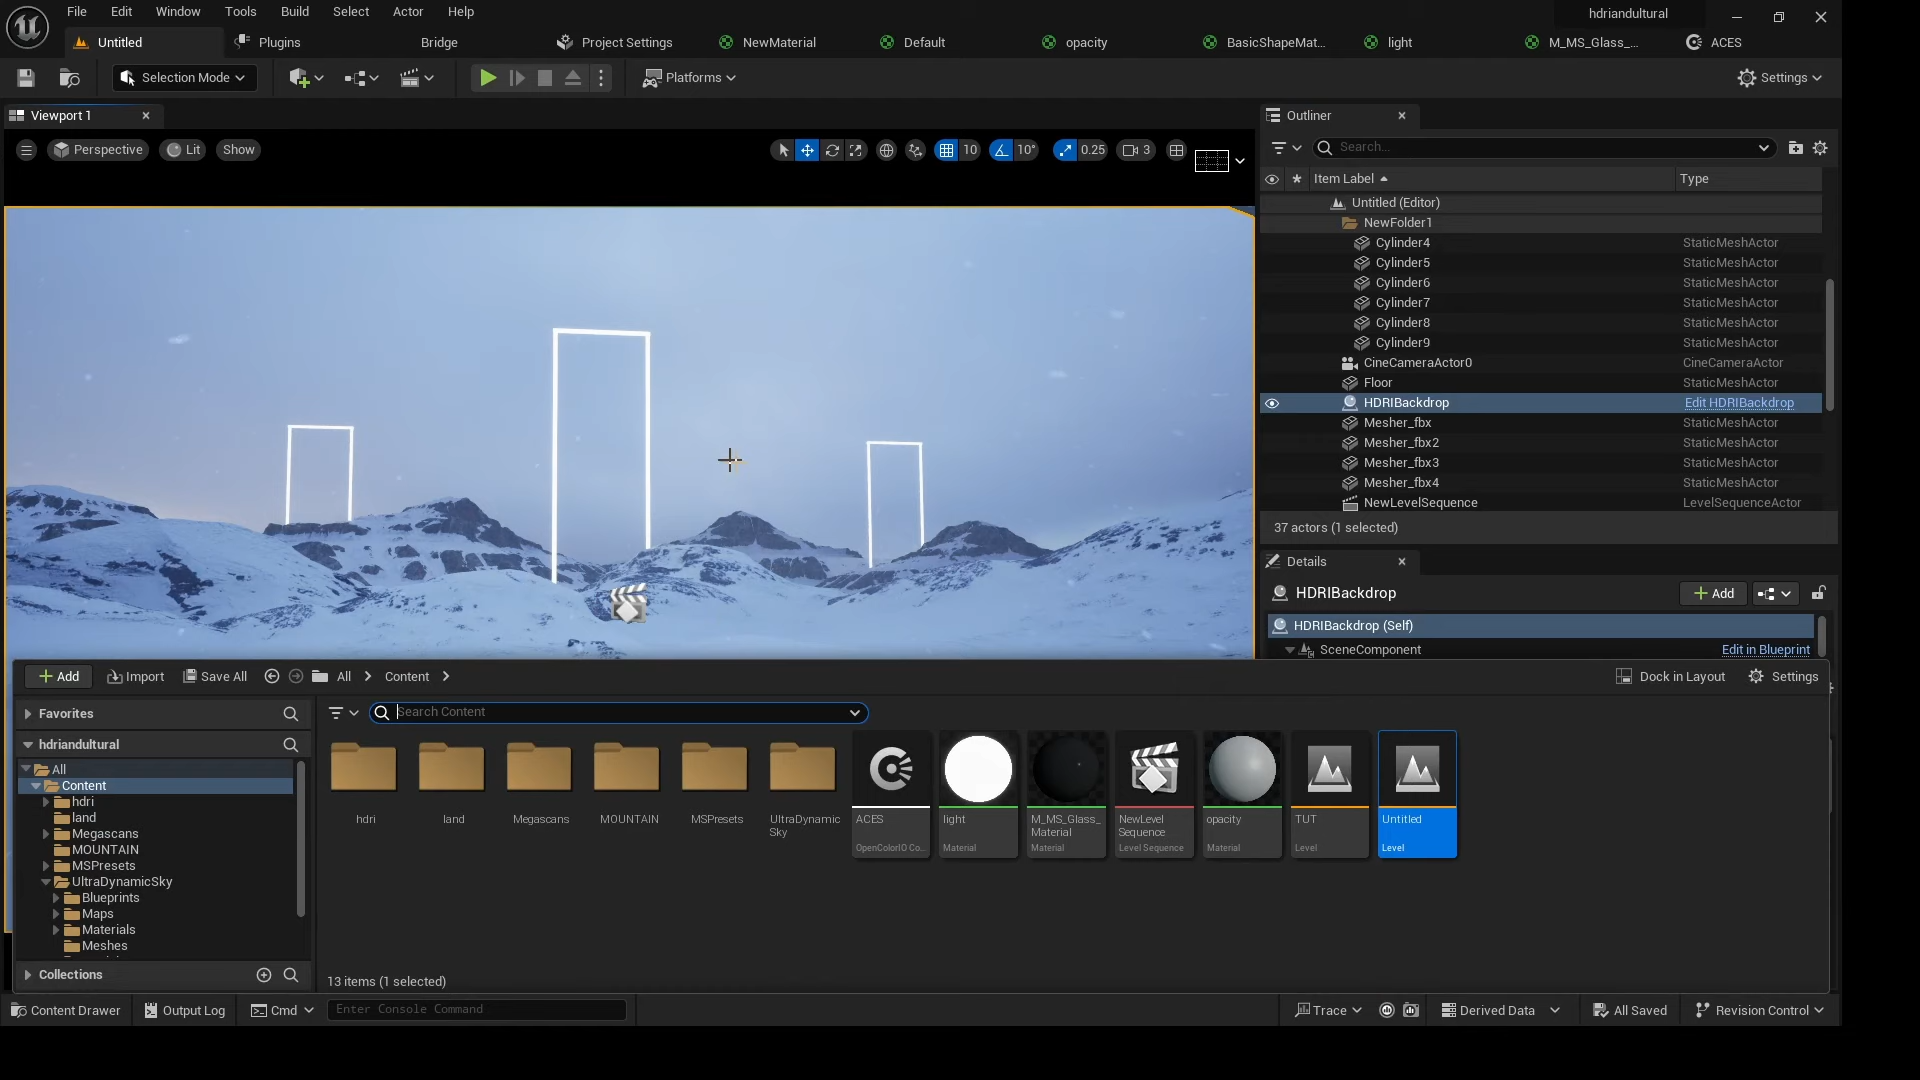 File Edit Window Tools Build Select Actor Help
hdriandultural
Untitled
Plugins
Bridge
Project Settings
NewMaterial
Default
opacity
BasicShapeMat...
light
M_MS_Glass_...
ACES
Selection Mode
Platforms
Settings
Viewport 1
Perspective
Lit
Show
10
10°
0.25
3
Outliner
Search...
Item Label
Type
Untitled (Editor)
NewFolder1
Cylinder4 StaticMeshActor
Cylinder5 StaticMeshActor
Cylinder6 StaticMeshActor
Cylinder7 StaticMeshActor
Cylinder8 StaticMeshActor
Cylinder9 StaticMeshActor
CineCameraActor0 CineCameraActor
Floor StaticMeshActor
HDRIBackdrop Edit HDRIBackdrop
Mesher_fbx StaticMeshActor
Mesher_fbx2 StaticMeshActor
Mesher_fbx3 StaticMeshActor
Mesher_fbx4 StaticMeshActor
NewLevelSequence LevelSequenceActor
37 actors (1 selected)
Details
HDRIBackdrop
Add
HDRIBackdrop (Self)
SceneComponent Edit in Blueprint
Add
Import
Save All
All
Content
Dock in Layout
Settings
Favorites
hdriandultural
All
Content
hdri
land
Megascans
MOUNTAIN
MSPresets
UltraDynamicSky
Blueprints
Maps
Materials
Meshes
Collections
Search Content
hdri
land
Megascans
MOUNTAIN
MSPresets
UltraDynamic
Sky
ACES
OpenColorIO Co...
light
Material
M_MS_Glass_
Material
Material
NewLevel
Sequence
Level Sequence
opacity
Material
TUT
Level
Untitled
Level
13 items (1 selected)
Content Drawer
Output Log
Cmd
Enter Console Command
Trace
Derived Data
All Saved
Revision Control